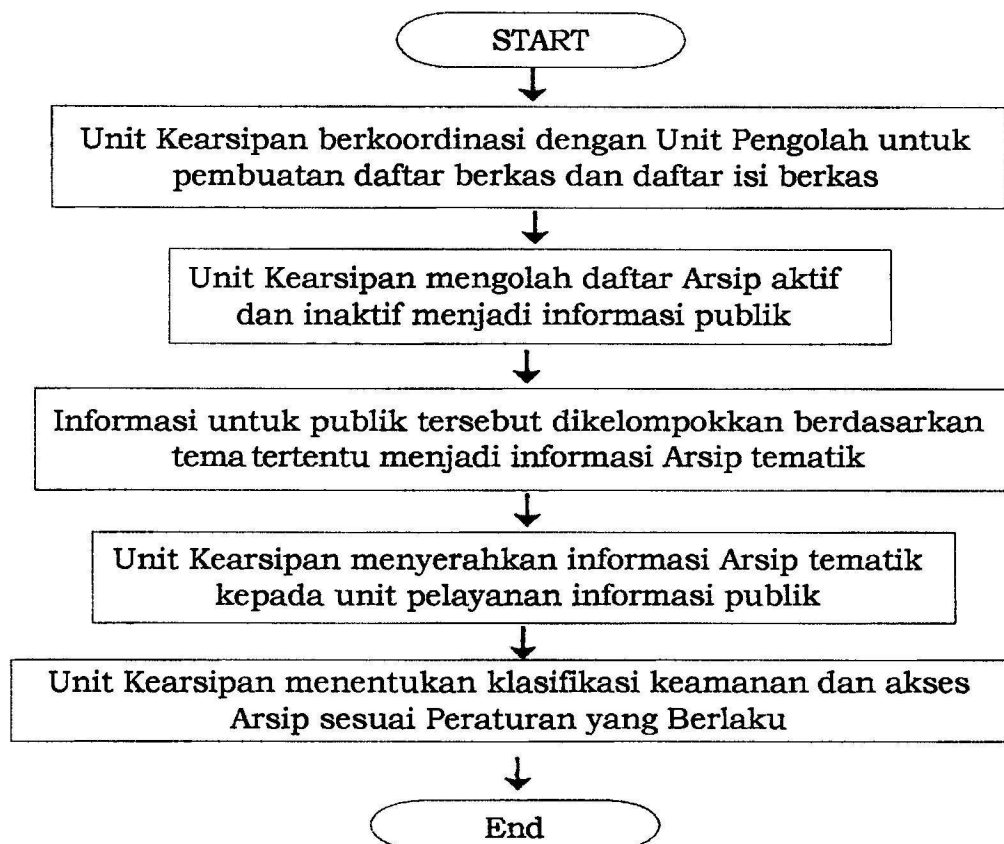 START
Unit Kearsipan berkoordinasi dengan Unit Pengolah untuk
pembuatan daftar berkas dan daftar isi berkas
Unit Kearsipan mengolah daftar Arsip aktif
dan inaktif menjadi informasi publik
Informasi untuk publik tersebut dikelompokkan berdasarkan
tema tertentu menjadi informasi Arsip tematik
Unit Kearsipan menyerahkan informasi Arsip tematik
kepada unit pelayanan informasi publik
Unit Kearsipan menentukan klasifikasi keamanan dan akses
Arsip sesuai Peraturan yang Berlaku
End